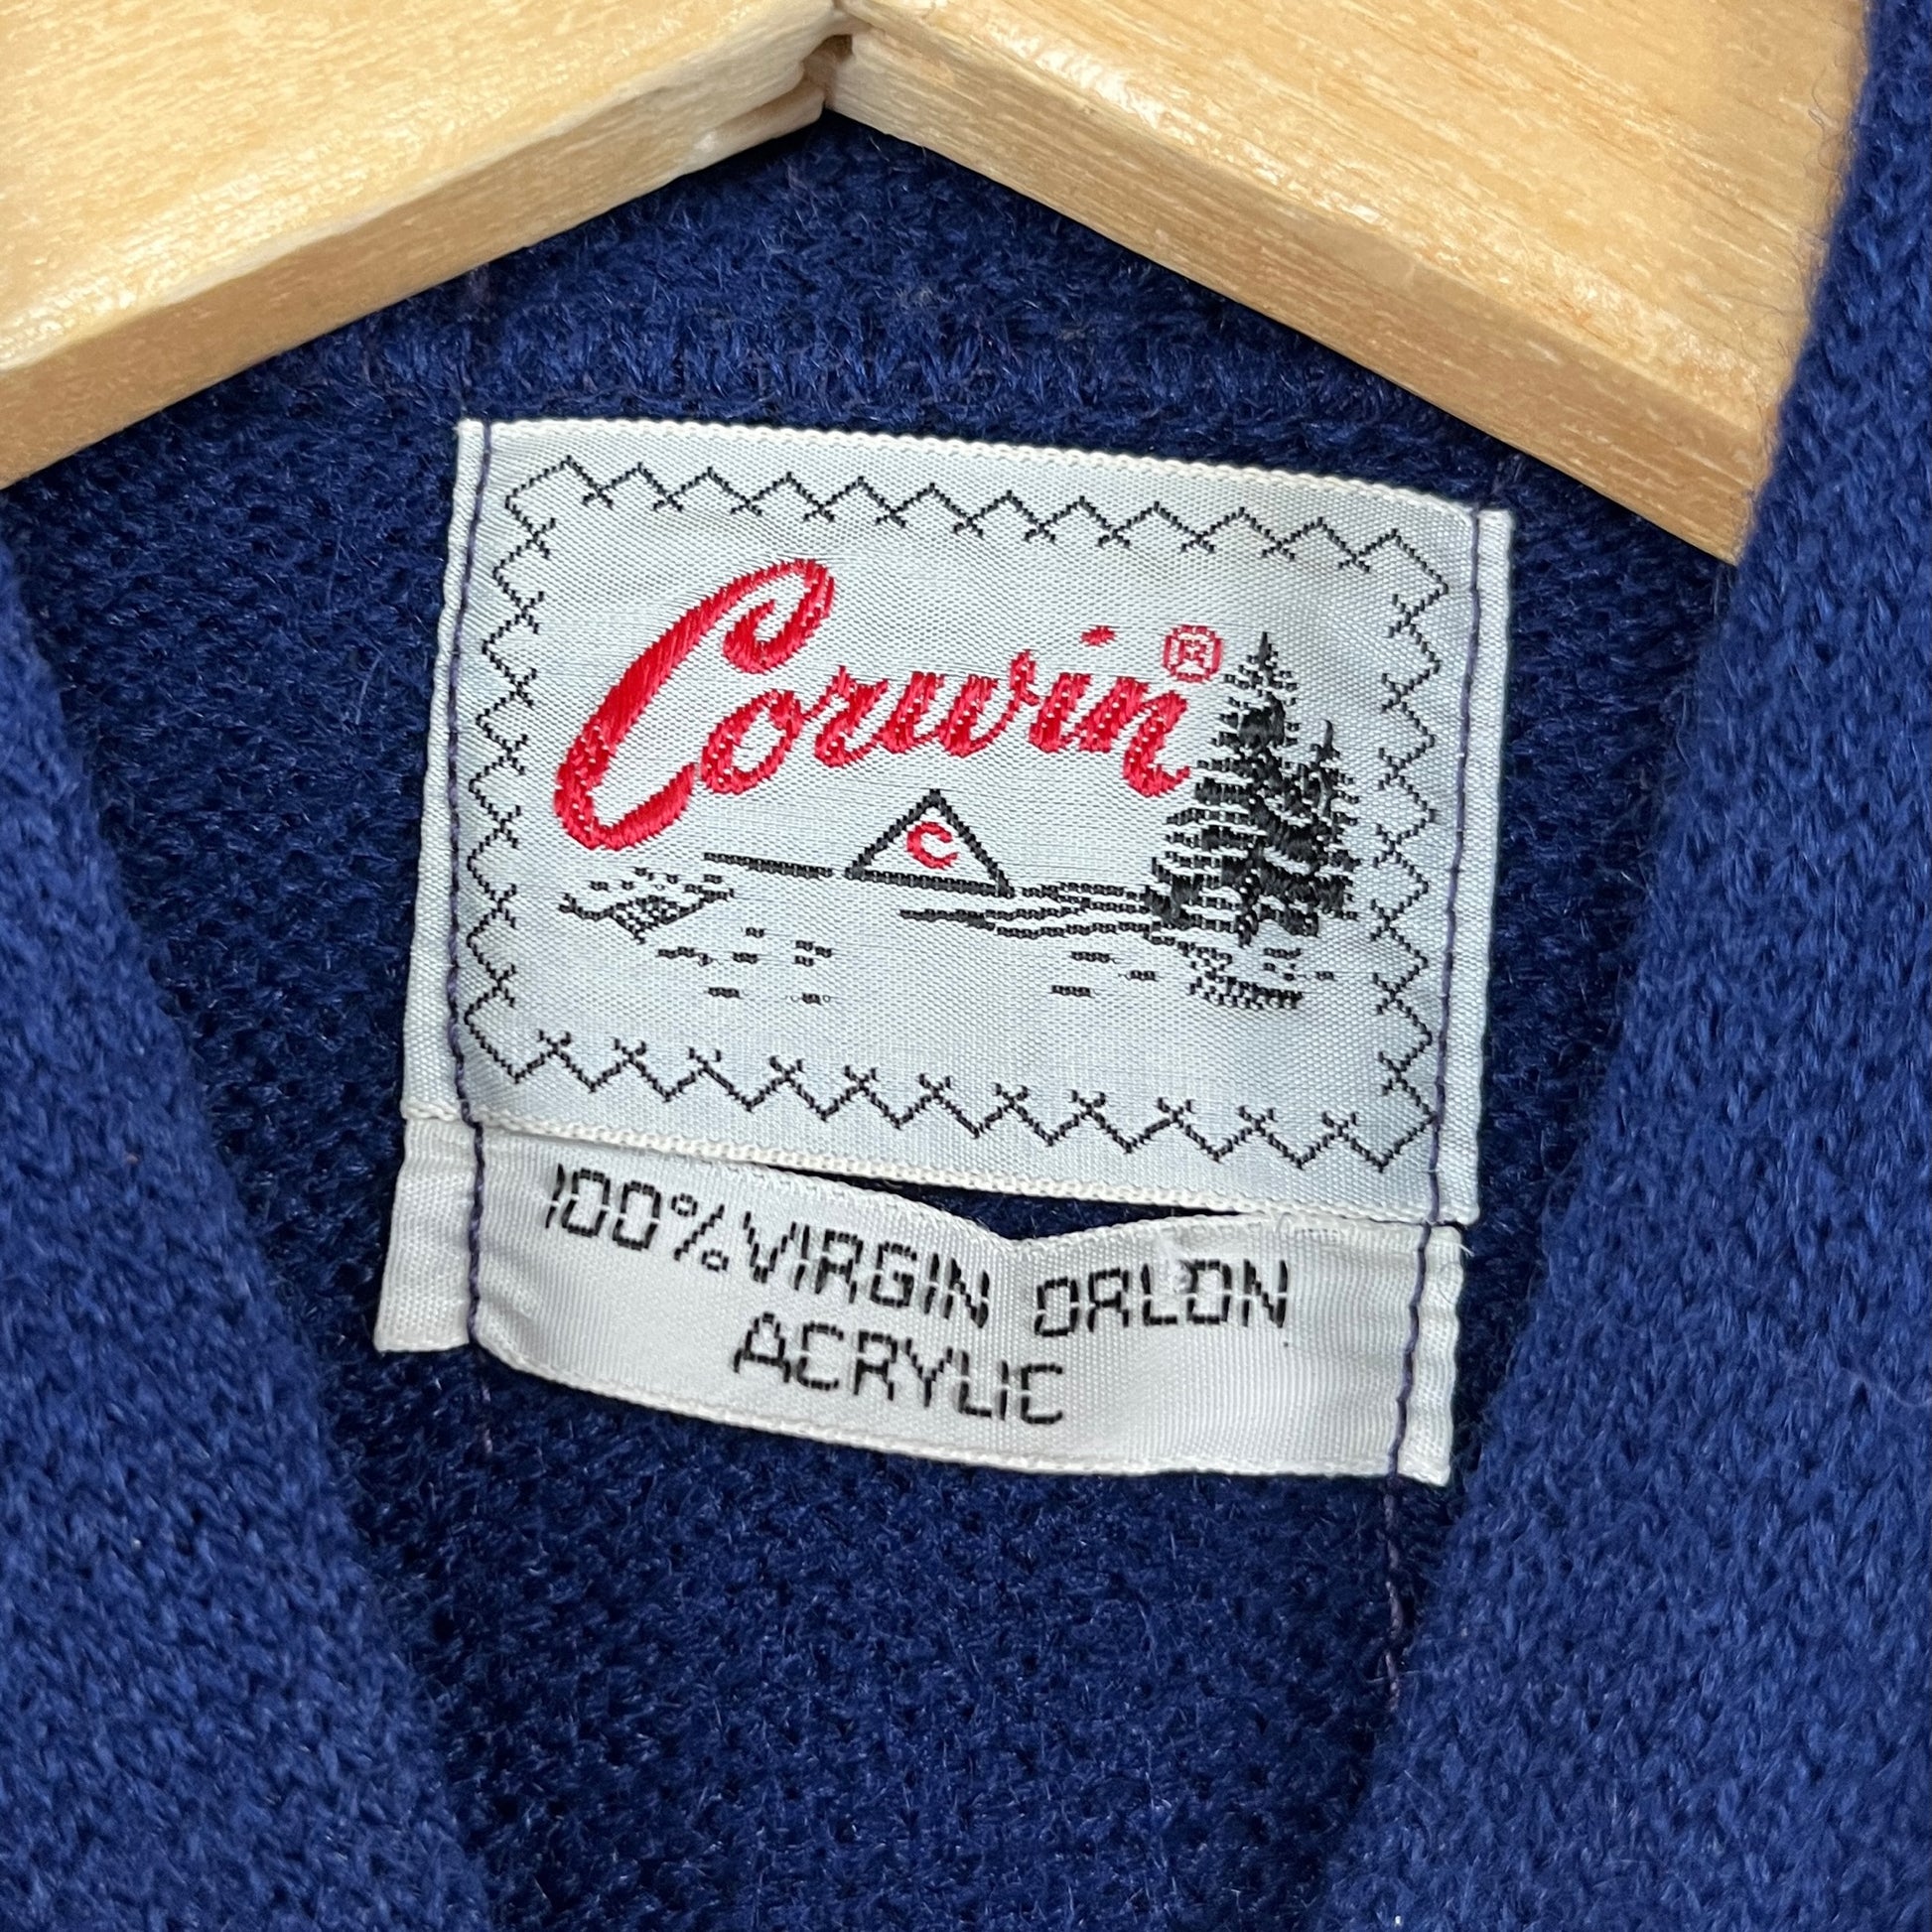 Corwin®
C
100% VIRGIN ORLON
ACRYLIC